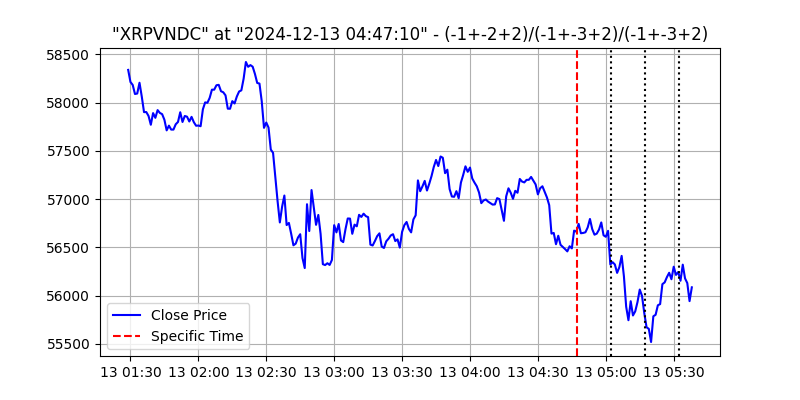 "XRPVNDC" at "2024-12-13 04:47:10" - (-1+-2+2)/(-1+-3+2)/(-1+-3+2)
58500
58000
57500
57000
56500
56000
55500
Close Price
Specific Time
13 01:30 13 02:00 13 02:30 13 03:00 13 03:30 13 04:00 13 04:30 13 05:00 13 05:30